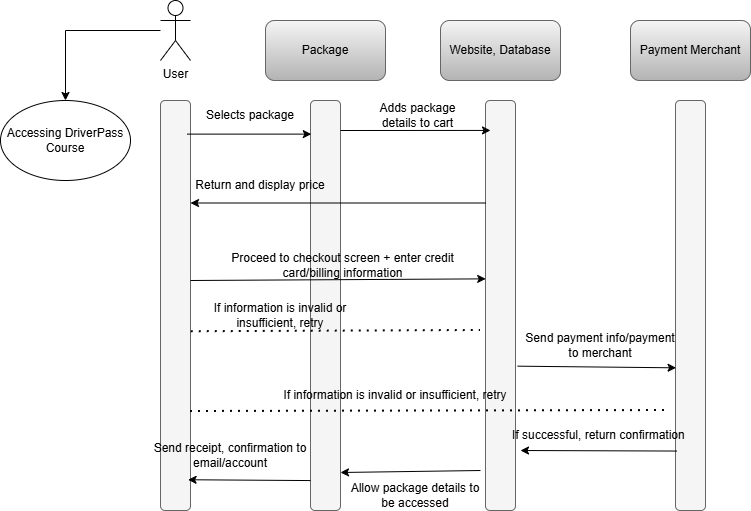 User
Package
Website, Database
Payment Merchant
Accessing DriverPass
Course
Selects package
Adds package
details to cart
Return and display price
Proceed to checkout screen + enter credit
card/billing information
If information is invalid or
insufficient, retry
Send payment info/payment
to merchant
If information is invalid or insufficient, retry
If successful, return confirmation
Send receipt, confirmation to
email/account
Allow package details to
be accessed